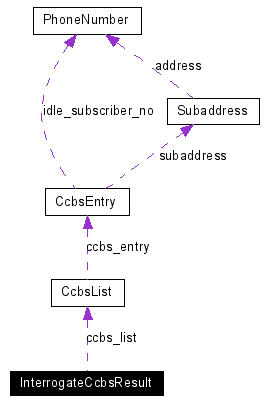 PhoneNumber
address
idle_subscriber_no
Subaddress
subaddress
CcbsEntry
ccbs_entry
CcbsList
ccbs_list
InterrogateCcbsResult